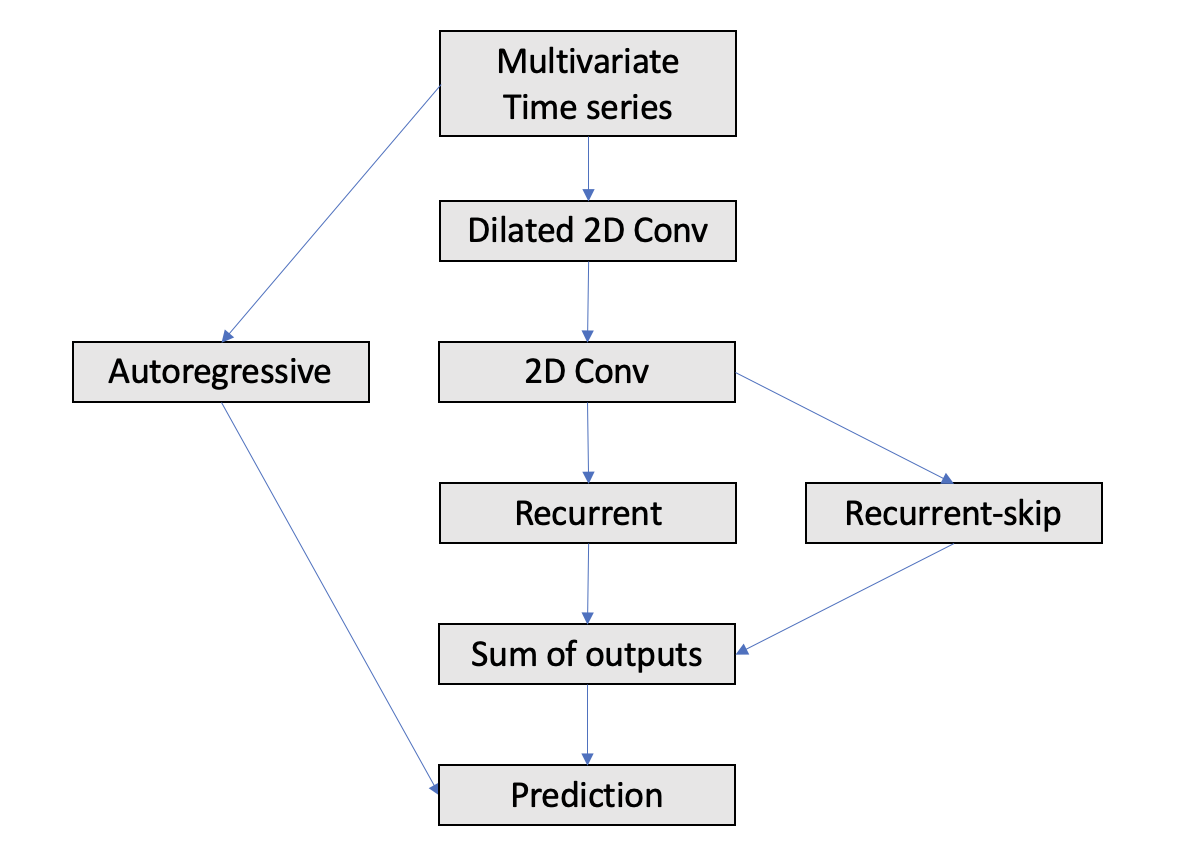 Multivariate
Time series
Dilated 2D Conv
Autoregressive
2D Conv
Recurrent
Recurrent-skip
Sum of outputs
Prediction